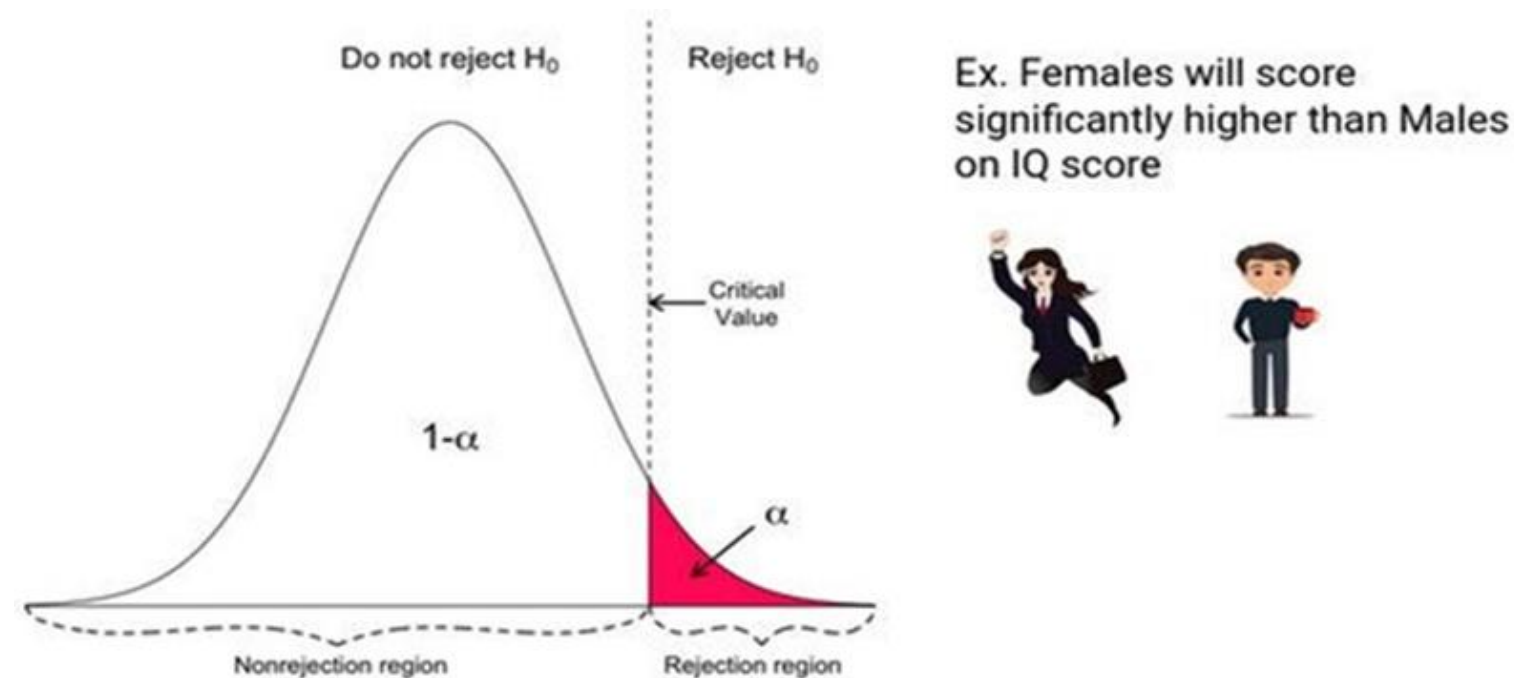 Do not reject H₀
Reject H₀
Ex. Females will score
significantly higher than Males
on IQ score
Critical
Value
1-α
α
Nonrejection region
Rejection region